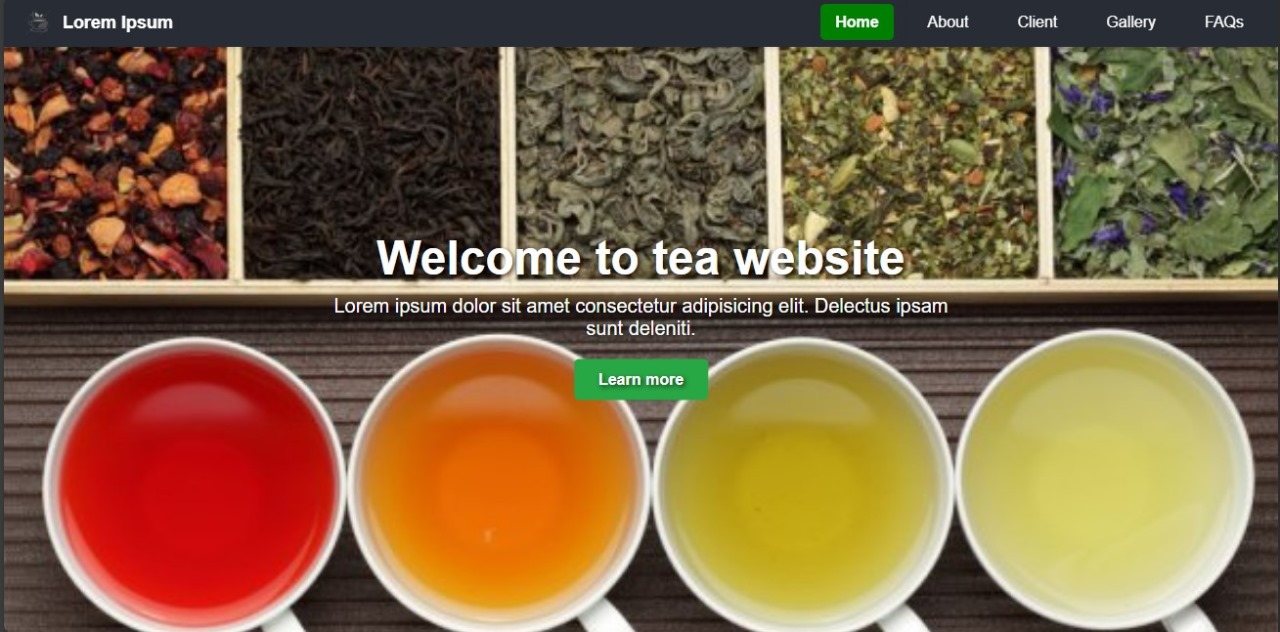 Lorem Ipsum
Home About Client Gallery FAQs
Welcome to tea website
Lorem ipsum dolor sit amet consectetur adipisicing elit. Delectus ipsam
sunt deleniti.
Learn more